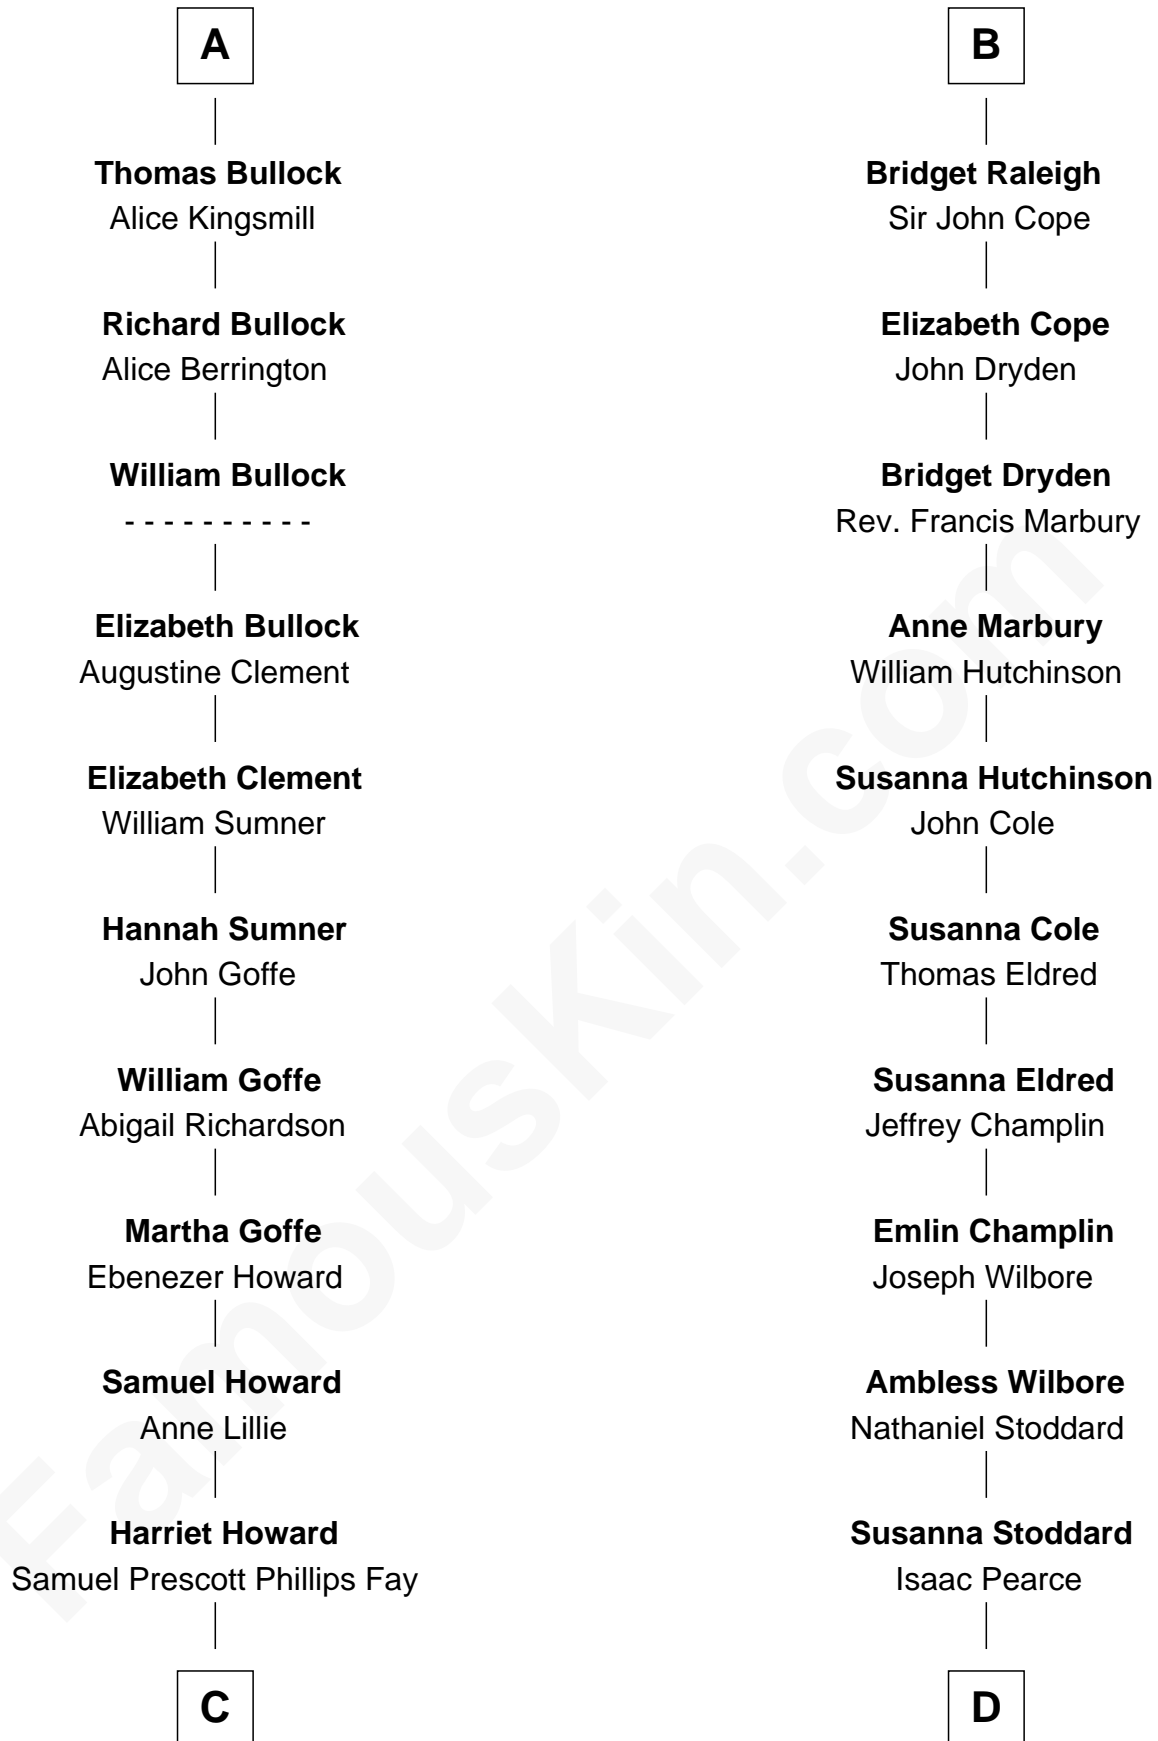 A
Thomas Bullock
Alice Kingsmill
Richard Bullock
Alice Berrington
William Bullock
- - - - - - - - - -
Elizabeth Bullock
Augustine Clement
Elizabeth Clement
William Sumner
Hannah Sumner
John Goffe
William Goffe
Abigail Richardson
Martha Goffe
Ebenezer Howard
Samuel Howard
Anne Lillie
Harriet Howard
Samuel Prescott Phillips Fay
C
B
Bridget Raleigh
Sir John Cope
Elizabeth Cope
John Dryden
Bridget Dryden
Rev. Francis Marbury
Anne Marbury
William Hutchinson
Susanna Hutchinson
John Cole
Susanna Cole
Thomas Eldred
Susanna Eldred
Jeffrey Champlin
Emlin Champlin
Joseph Wilbore
Ambless Wilbore
Nathaniel Stoddard
Susanna Stoddard
Isaac Pearce
D
FamousKin.com